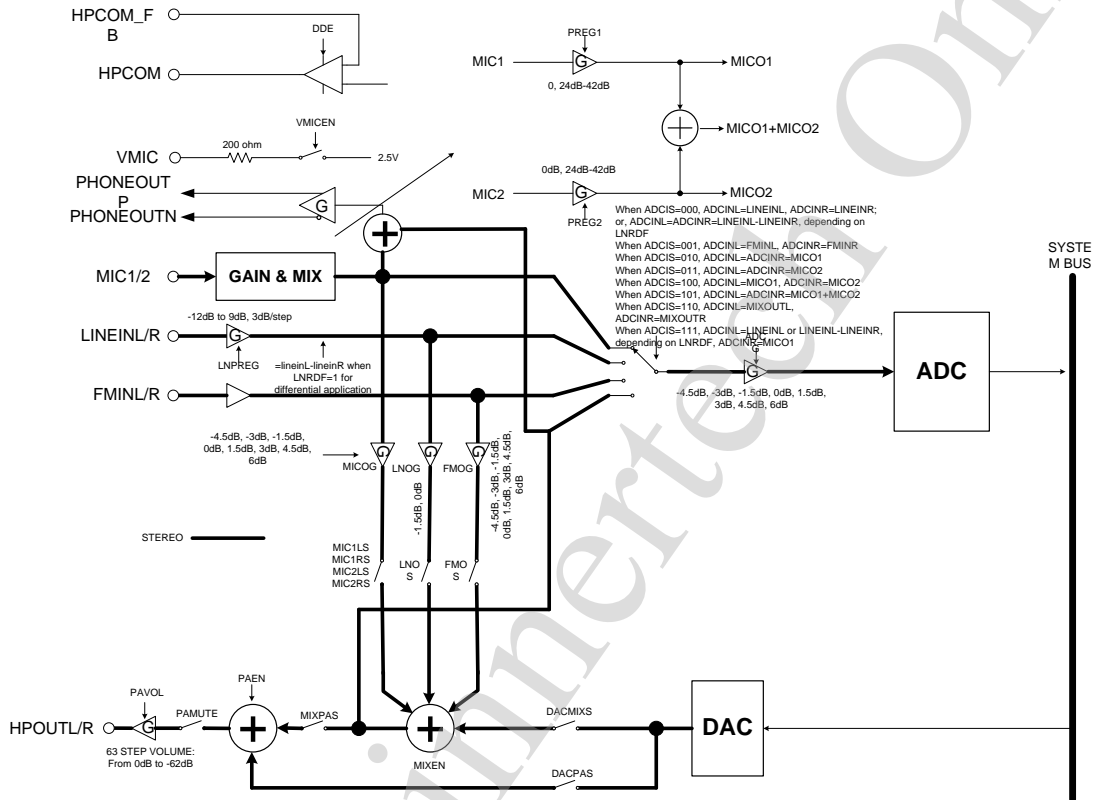 HPCOM_F
B
DDE
HPCOM
PREG1
MIC1
G
MICO1
0, 24dB-42dB
MICO1+MICO2
VMICEN
VMIC
200 ohm
2.5V
0dB, 24dB-42dB
MIC2
G
MICO2
PREG2
PHONEOUT
P
PHONEOUTN
G
When ADCIS=000, ADCINL=LINEINL, ADCINR=LINEINR;
or, ADCINL=ADCINR=LINEINL-LINEINR, depending on
LNRDF
When ADCIS=001, ADCINL=FMINL, ADCINR=FMINR
When ADCIS=010, ADCINL=ADCINR=MICO1
When ADCIS=011, ADCINL=ADCINR=MICO2
When ADCIS=100, ADCINL=MICO1, ADCINR=MICO2
When ADCIS=101, ADCINL=ADCINR=MICO1+MICO2
When ADCIS=110, ADCINL=MIXOUTL,
ADCINR=MIXOUTR
When ADCIS=111, ADCINL=LINEINL or LINEINL-LINEINR,
depending on LNRDF, ADCINR=MICO1
SYSTE
M BUS
MIC1/2
GAIN & MIX
-12dB to 9dB, 3dB/step
LINEINL/R
G
LNPREG
=lineinL-lineinR when
LNRDF=1 for
differential application
FMINL/R
ADC
G
G
-4.5dB, -3dB, -1.5dB, 0dB, 1.5dB,
3dB, 4.5dB, 6dB
ADC
-4.5dB, -3dB, -1.5dB,
0dB, 1.5dB, 3dB, 4.5dB,
6dB
MICOG
G
LNOG
G
FMOG
G
-1.5dB, 0dB
-4.5dB, -3dB, -1.5dB,
0dB, 1.5dB, 3dB, 4.5dB,
6dB
STEREO
MIC1LS
MIC1RS
MIC2LS
MIC2RS
LNO
S
FMO
S
HPOUTL/R
PAVOL
G
PAMUTE
PAEN
MIXPAS
MIXEN
DACMIXS
DACPAS
DAC
63 STEP VOLUME:
From 0dB to -62dB